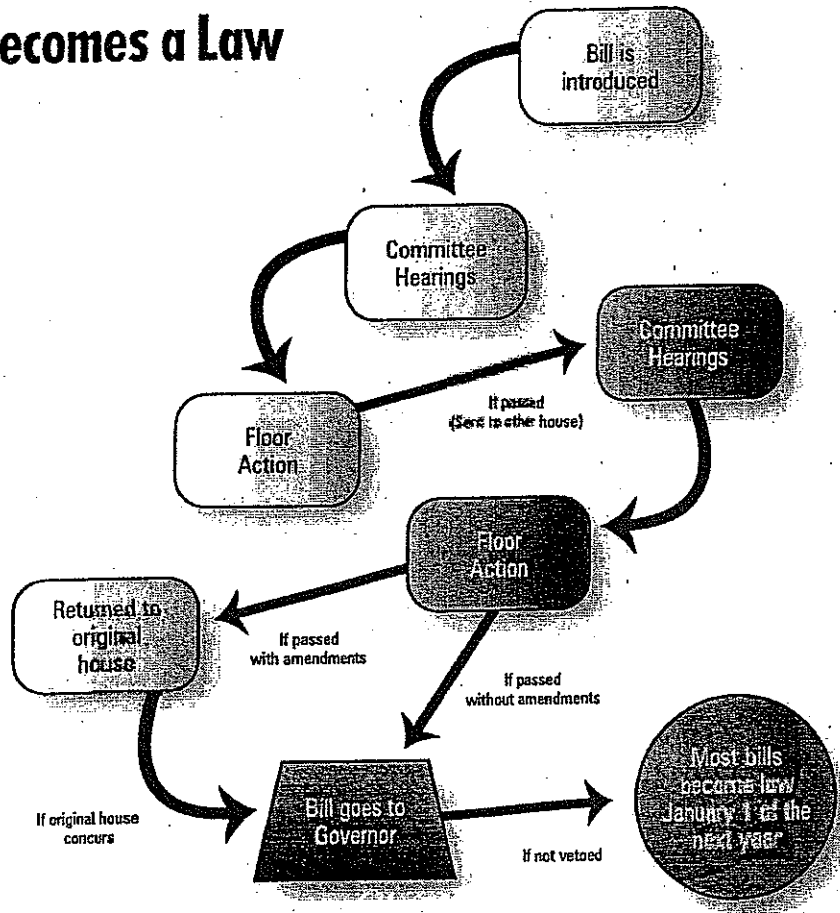 ecomes a Law
Bill is
introduced
Committee
Hearings
Floor
Action
If passed
(Sent to other house)
Committee
Hearings
Floor
Action
If passed
with amendments
Returned to
original
house
If passed
without amendments
If original house
concurs
Bill goes to
Governor
If not vetoed
Most bills
become law
January 1 of the
next year